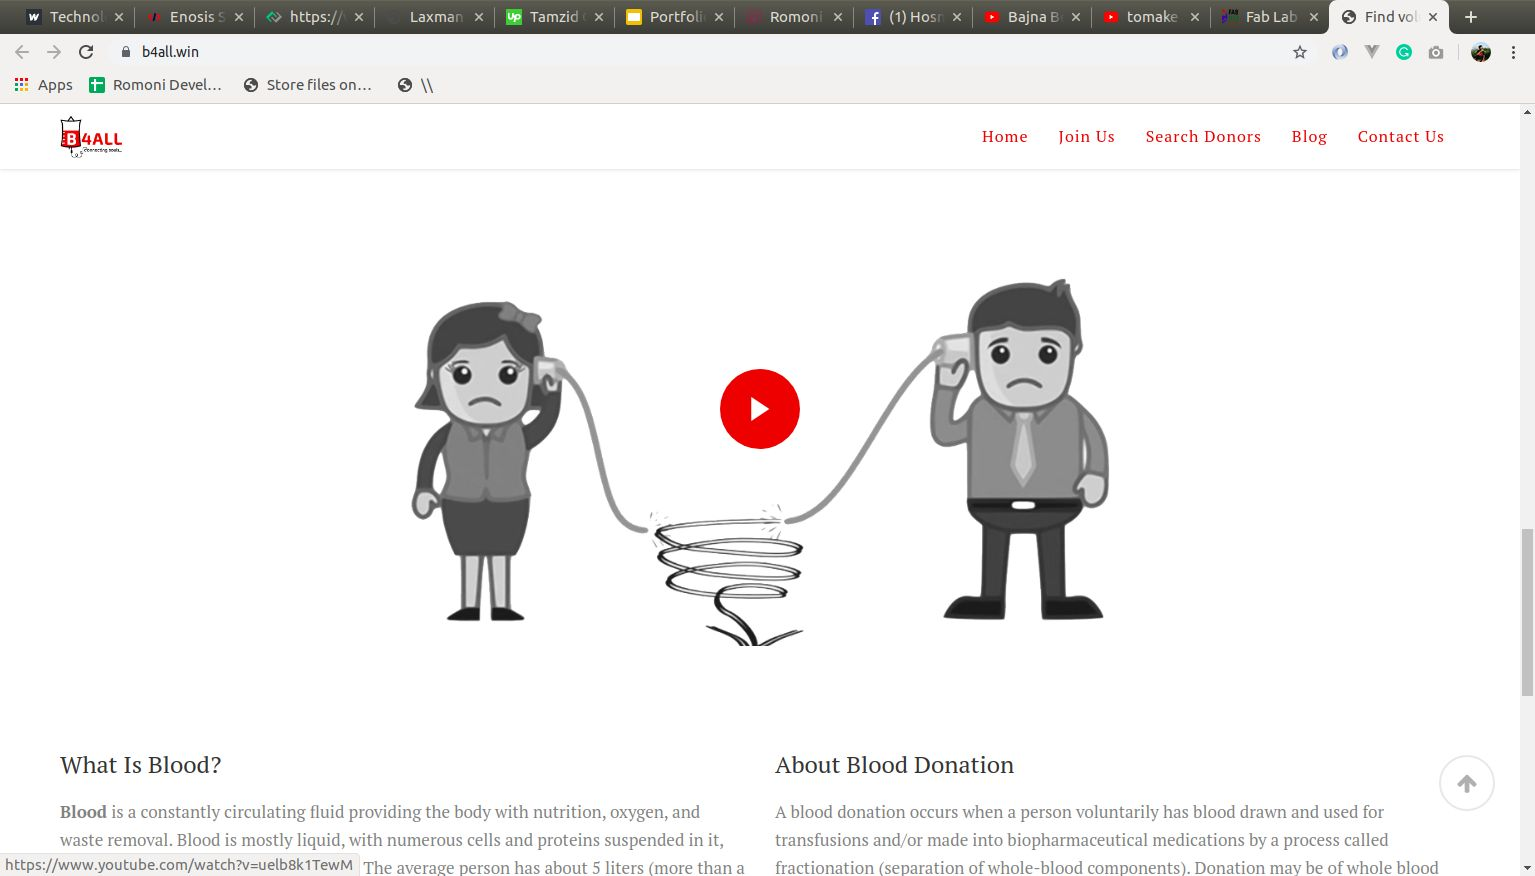 Technol
Enosis S
https://
Laxman
Tamzid
Portfoli
Romoni
(1) Hosn
Bajna B
tomake
Fab Lab
Find vol
b4all.win
Apps
Romoni Devel...
Store files on...
\\
B4ALL
Connecting souls...
Home
Join Us
Search Donors
Blog
Contact Us
What Is Blood?
Blood is a constantly circulating fluid providing the body with nutrition, oxygen, and
waste removal. Blood is mostly liquid, with numerous cells and proteins suspended in it,
The average person has about 5 liters (more than a
About Blood Donation
A blood donation occurs when a person voluntarily has blood drawn and used for
transfusions and/or made into biopharmaceutical medications by a process called
fractionation (separation of whole-blood components). Donation may be of whole blood
https://www.youtube.com/watch?v=uelb8k1TewM